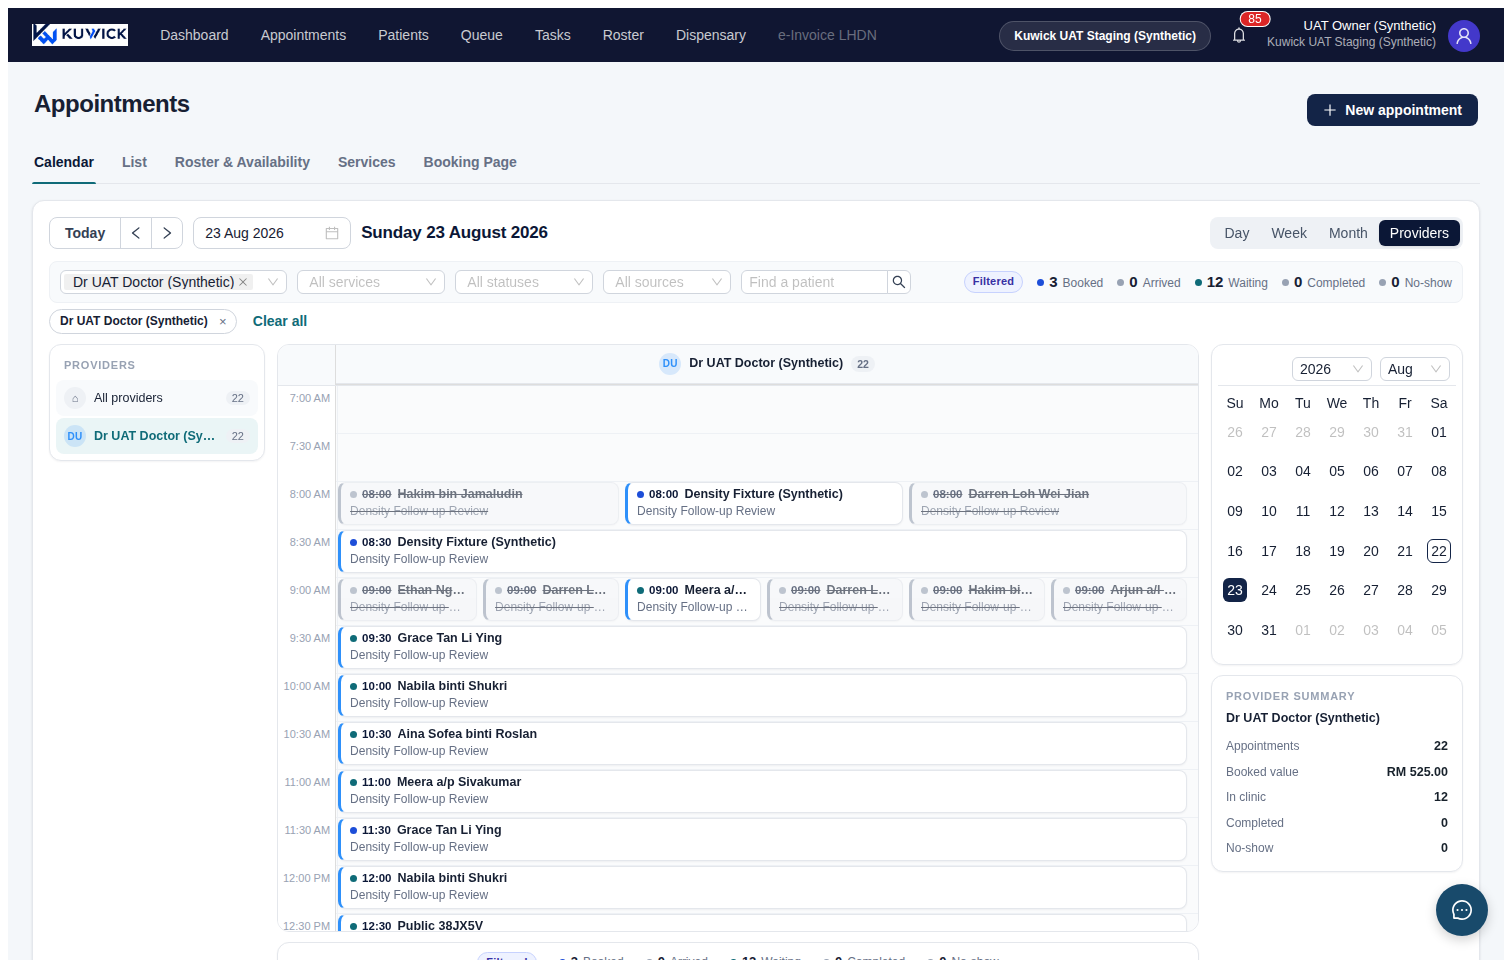 KUWICK
Dashboard Appointments Patients Queue Tasks Roster Dispensary e-Invoice LHDN
Kuwick UAT Staging (Synthetic)
85
UAT Owner (Synthetic)
Kuwick UAT Staging (Synthetic)
Appointments
New appointment
Calendar List Roster & Availability Services Booking Page
Today 23 Aug 2026 Sunday 23 August 2026
Day Week Month Providers
Dr UAT Doctor (Synthetic) × All services All statuses All sources Find a patient
Filtered 3 Booked 0 Arrived 12 Waiting 0 Completed 0 No-show
Dr UAT Doctor (Synthetic) × Clear all
PROVIDERS
All providers 22
DU Dr UAT Doctor (Sy... 22
DU Dr UAT Doctor (Synthetic) 22
7:00 AM
7:30 AM
8:00 AM
08:00 Hakim bin Jamaludin
Density Follow-up Review
08:00 Density Fixture (Synthetic)
Density Follow-up Review
08:00 Darren Loh Wei Jian
Density Follow-up Review
8:30 AM
08:30 Density Fixture (Synthetic)
Density Follow-up Review
9:00 AM
09:00 Ethan Ng...
Density Follow-up ...
09:00 Darren L...
Density Follow-up ...
09:00 Meera a/...
Density Follow-up ...
09:00 Darren L...
Density Follow-up ...
09:00 Hakim bi...
Density Follow-up ...
09:00 Arjun a/l ...
Density Follow-up ...
9:30 AM
09:30 Grace Tan Li Ying
Density Follow-up Review
10:00 AM
10:00 Nabila binti Shukri
Density Follow-up Review
10:30 AM
10:30 Aina Sofea binti Roslan
Density Follow-up Review
11:00 AM
11:00 Meera a/p Sivakumar
Density Follow-up Review
11:30 AM
11:30 Grace Tan Li Ying
Density Follow-up Review
12:00 PM
12:00 Nabila binti Shukri
Density Follow-up Review
12:30 PM
12:30 Public 38JX5V
Filtered 3 Booked 0 Arrived 12 Waiting 0 Completed 0 No-show
2026 Aug
Su Mo Tu We Th Fr Sa
26 27 28 29 30 31 01
02 03 04 05 06 07 08
09 10 11 12 13 14 15
16 17 18 19 20 21 22
23 24 25 26 27 28 29
30 31 01 02 03 04 05
PROVIDER SUMMARY
Dr UAT Doctor (Synthetic)
Appointments 22
Booked value RM 525.00
In clinic 12
Completed 0
No-show 0